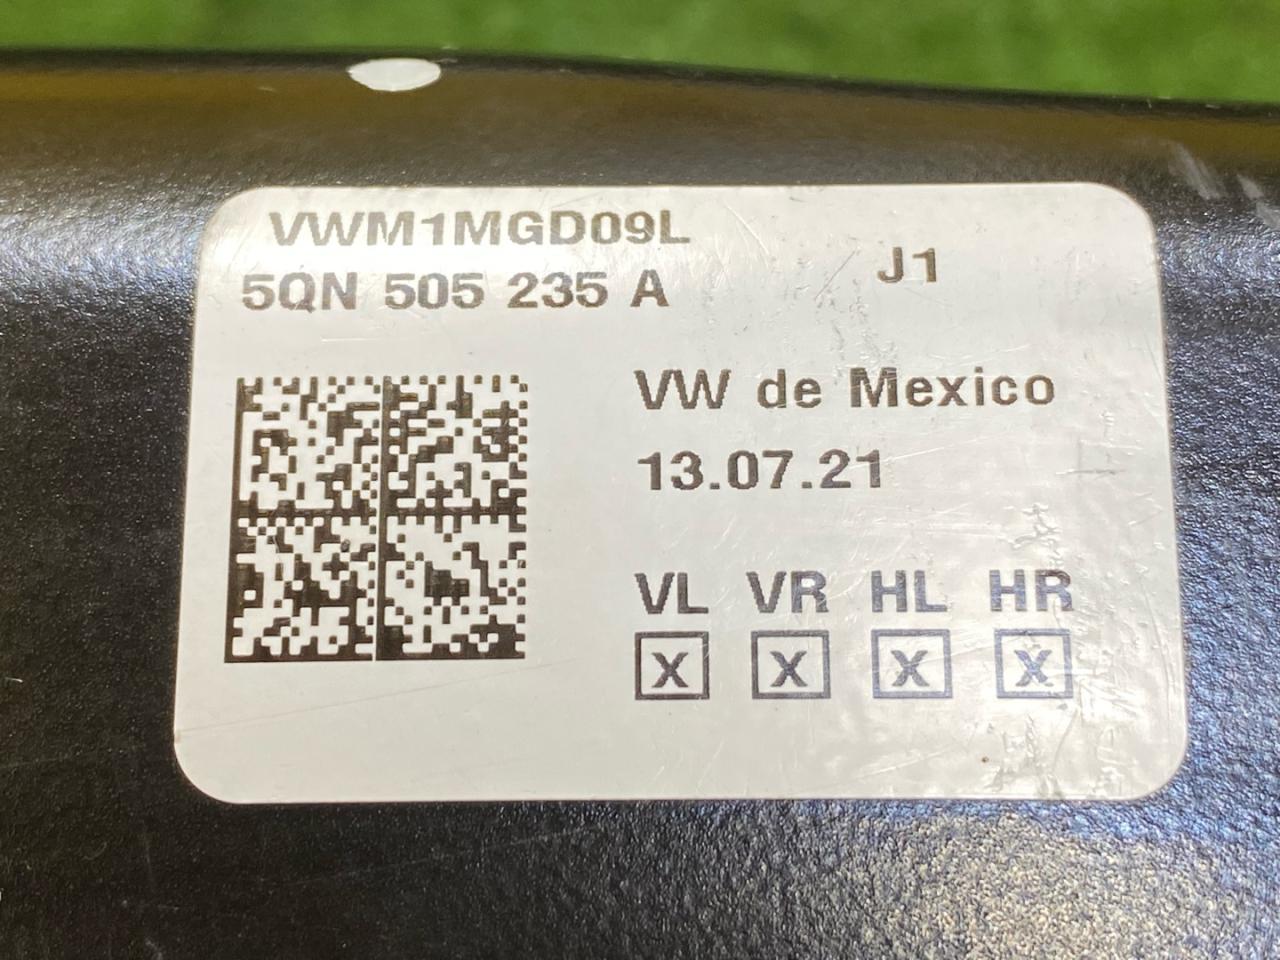 VWM1MGD09L
5QN 505 235 A
J1
VW de Mexico
13.07.21
VL VR HL HR
X X X X